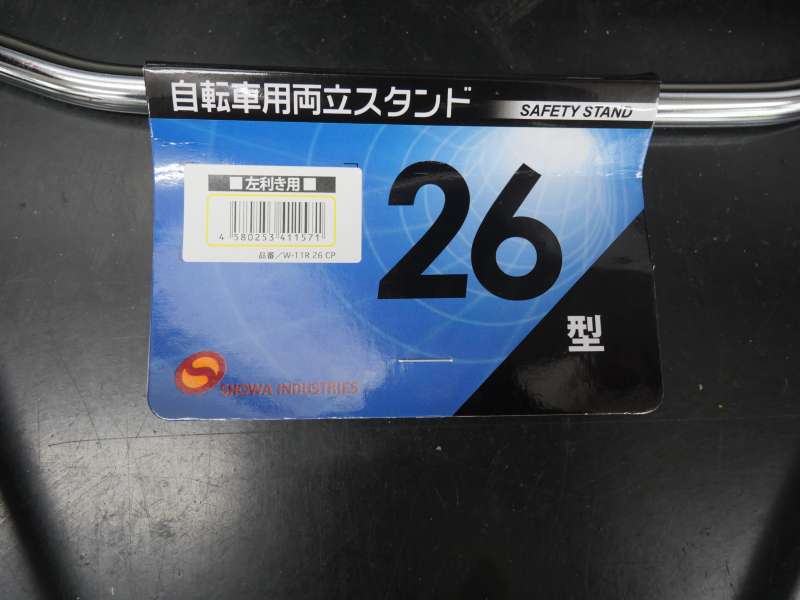 自転車用両立スタンド SAFETY STAND
■左利き用■
4 580253 411571
品番/W-11R 26 CP
26
型
SHOWA INDUSTRIES